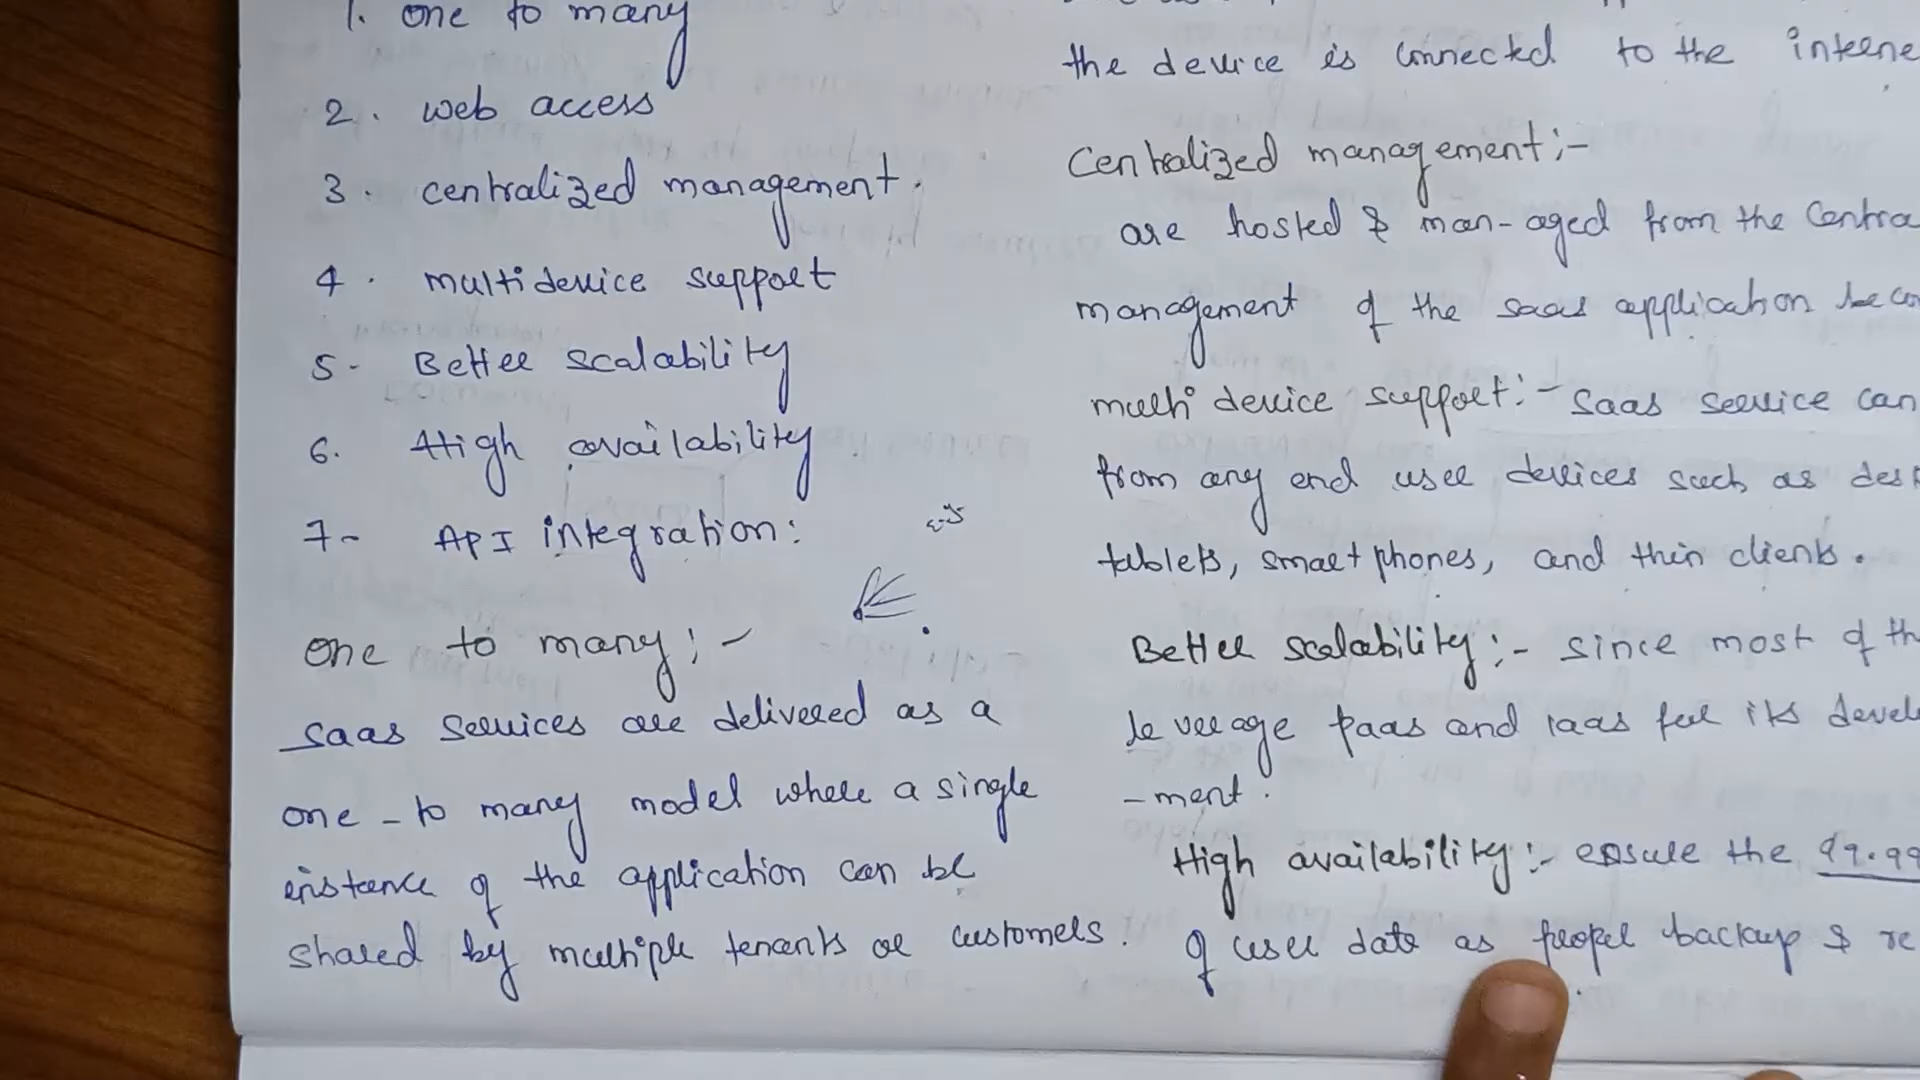 1. one to many
2. web access
3. centralized management.
4. multidevice support
5. Better scalability
6. High availability
7- API integration:
one to many:-
saas services are delivered as a
one-to many model where a single
instance of the application can be
shared by multiple tenants or customers.
the device is connected to the
Centralized management:-
are hosted & man-aged from the
management of the saas application
multi device support:- saas service can
from any end user devices such as
tablets, smartphones, and thin clients.
Better scalability:- since most of
leverage paas and iaas for its
-ment.
High availability:- ensure the 99.99
of user data as proper backup &